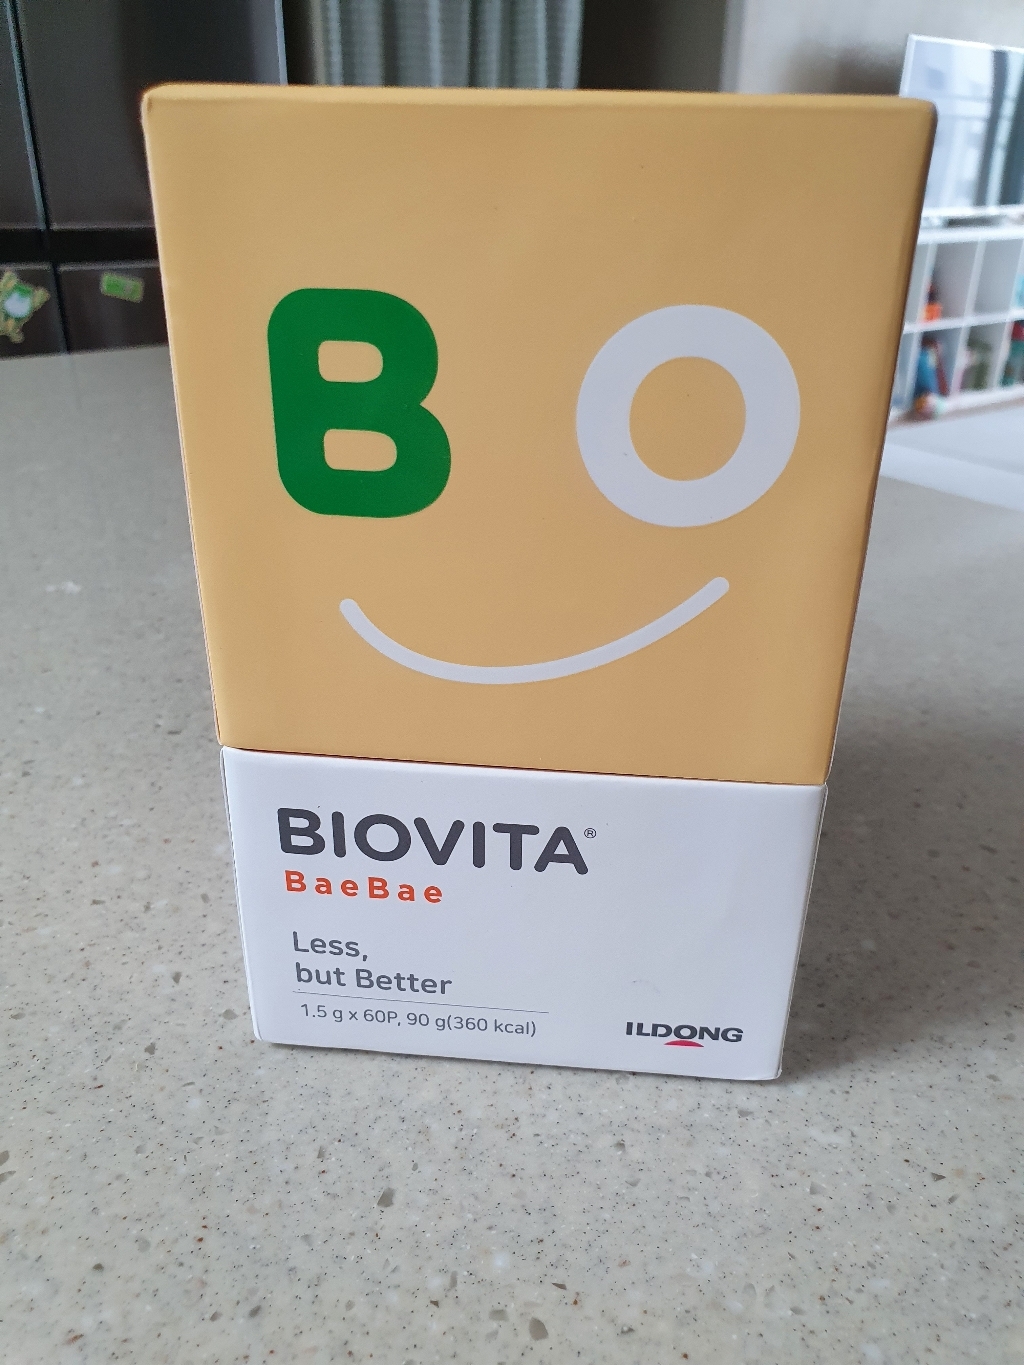 B O
BIOVITA®
BaeBae
Less,
but Better
1.5 g x 60P, 90 g(360 kcal)
ILDONG